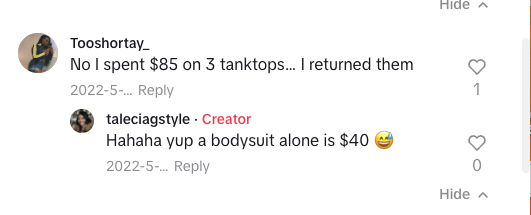 Hide
Tooshortay_
No I spent $85 on 3 tanktops... I returned them
2022-5-... Reply
1
taleciagstyle · Creator
Hahaha yup a bodysuit alone is $40 😅
2022-5-... Reply
0
Hide